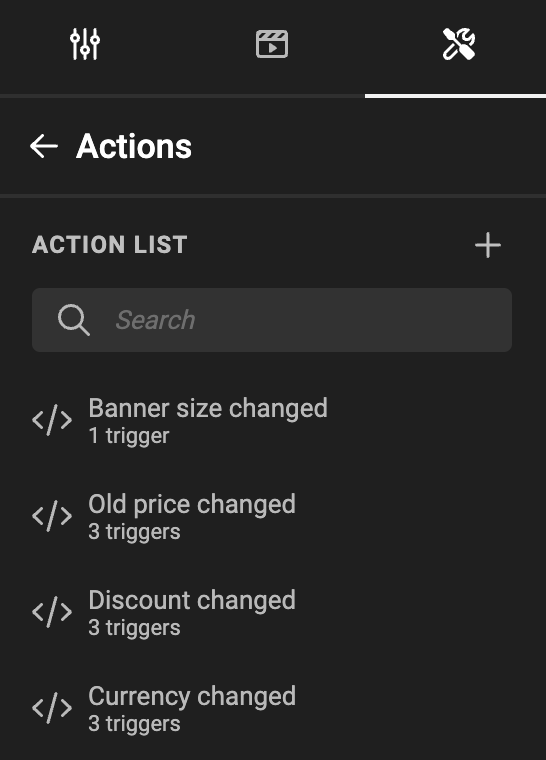 Actions
ACTION LIST
Search
Banner size changed
1 trigger
Old price changed
3 triggers
Discount changed
3 triggers
Currency changed
3 triggers